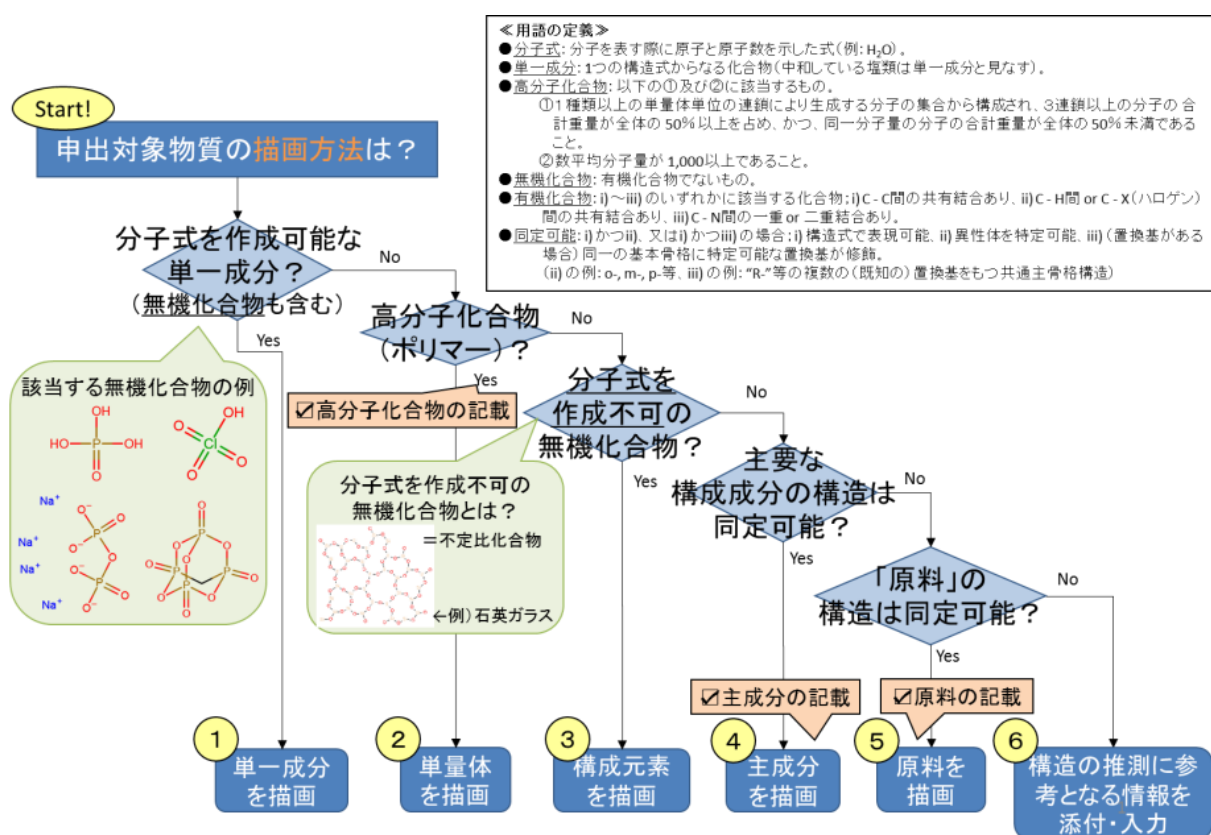 ≪用語の定義≫
●分子式: 分子を表す際に原子と原子数を示した式(例: H₂O)。
●単一成分: 1つの構造式からなる化合物(中和している塩類は単一成分と見なす)。
●高分子化合物: 以下の①及び②に該当するもの。
①1種類以上の単量体単位の連鎖により生成する分子の集合から構成され、3連鎖以上の分子の合
計重量が全体の50%以上を占め、かつ、同一分子量の分子の合計重量が全体の50%未満である
こと。
②数平均分子量が1,000以上であること。
●無機化合物: 有機化合物でないもの。
●有機化合物: i)~iii)のいずれかに該当する化合物; i) C - C間の共有結合あり、ii) C - H間 or C - X(ハロゲン)
間の共有結合あり、iii) C - N間の一重 or 二重結合あり。
●同定可能: i)かつii)、又はi)かつiii)の場合; i) 構造式で表現可能、ii) 異性体を特定可能、iii) (置換基がある
場合) 同一の基本骨格に特定可能な置換基が修飾。
(ii) の例: o-, m-, p-等、iii) の例: “R-”等の複数の(既知の) 置換基をもつ共通主骨格構造)
Start!
申出対象物質の描画方法は?
分子式を作成可能な
単一成分?
(無機化合物も含む)
No
Yes
高分子化合物
(ポリマー)?
No
Yes
☑高分子化合物の記載
分子式を
作成不可の
無機化合物?
No
Yes
主要な
構成成分の構造は
同定可能?
No
Yes
「原料」の
構造は同定可能?
No
Yes
該当する無機化合物の例
OH
HO
P
OH
O
OH
O
Cl
O
O
Na⁺
O⁻
O
P
O⁻
O
Na⁺
Na⁺
O⁻
P
O
O⁻
Na⁺
O
P
O
O
O
O
P
P
P
O
O
O
O
分子式を作成不可の
無機化合物とは?
=不定比化合物
←例)石英ガラス
☑主成分の記載
☑原料の記載
1
単一成分
を描画
2
単量体
を描画
3
構成元素
を描画
4
主成分
を描画
5
原料を
描画
6
構造の推測に参
考となる情報を
添付・入力